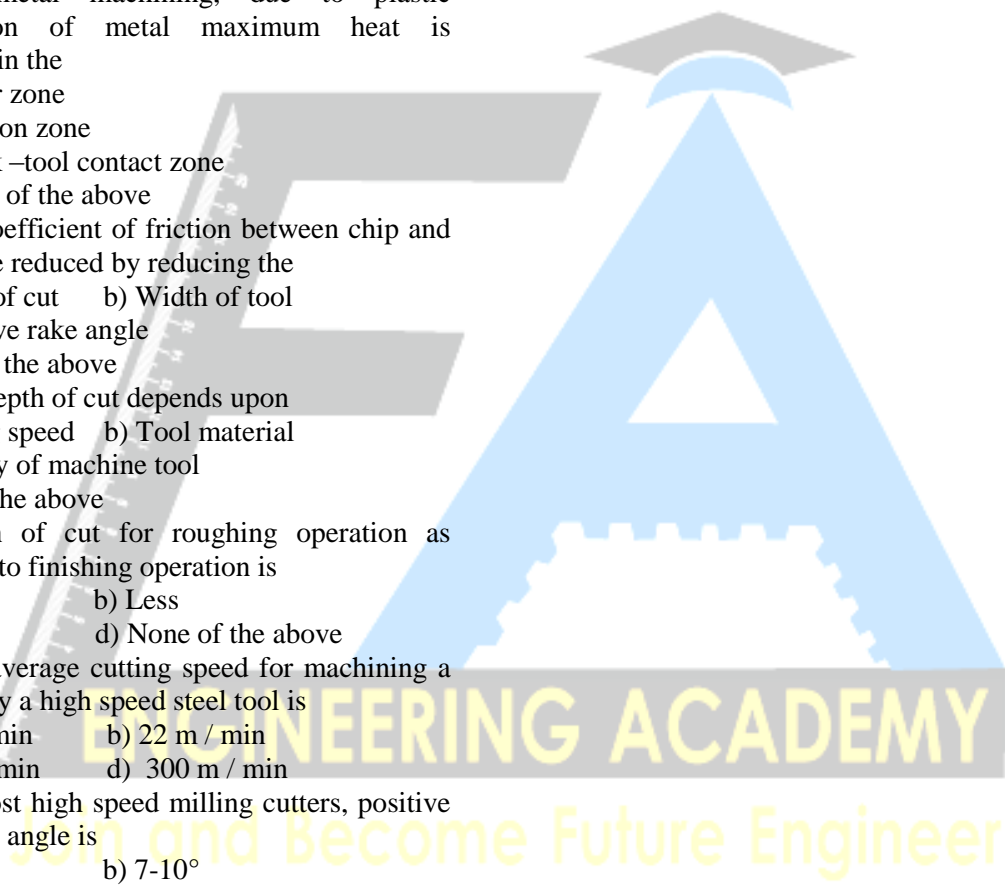 metal machining, due to plastic
on of metal maximum heat is
in the
zone
on zone
–tool contact zone
of the above
efficient of friction between chip and
e reduced by reducing the
of cut b) Width of tool
ve rake angle
the above
epth of cut depends upon
speed b) Tool material
y of machine tool
he above
of cut for roughing operation as
to finishing operation is
b) Less
d) None of the above
verage cutting speed for machining a
y a high speed steel tool is
min b) 22 m / min
min d) 300 m / min
st high speed milling cutters, positive
angle is
b) 7-10°
ENGINEERING ACADEMY
Join and Become Future Engineer